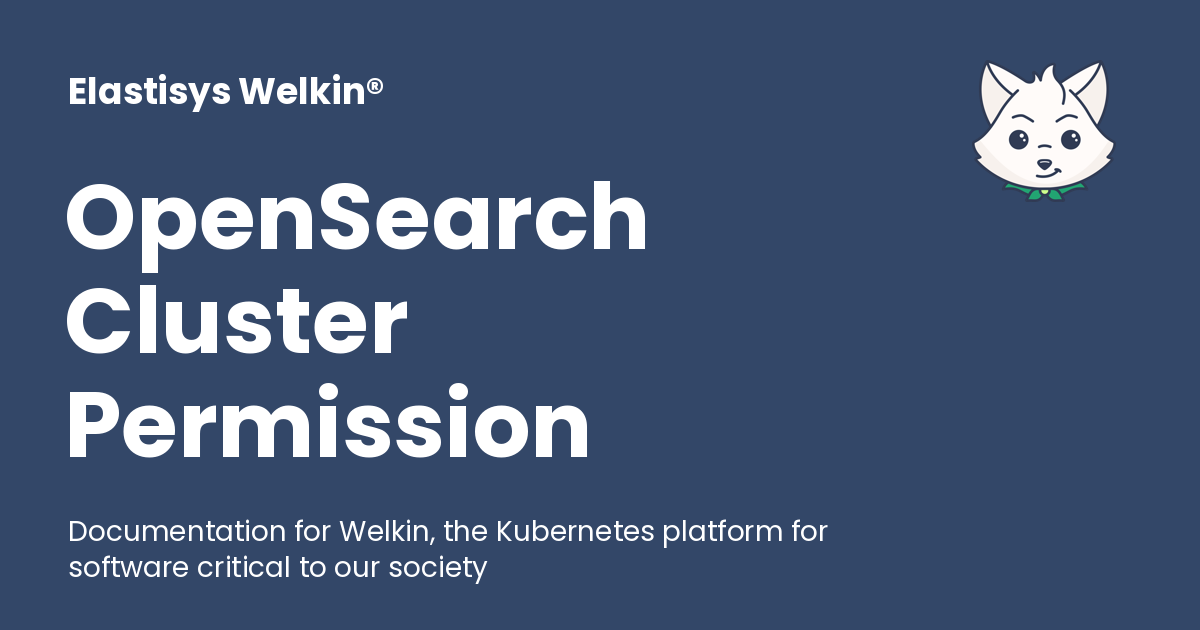 Elastisys Welkin®
OpenSearch
Cluster
Permission
Documentation for Welkin, the Kubernetes platform for
software critical to our society